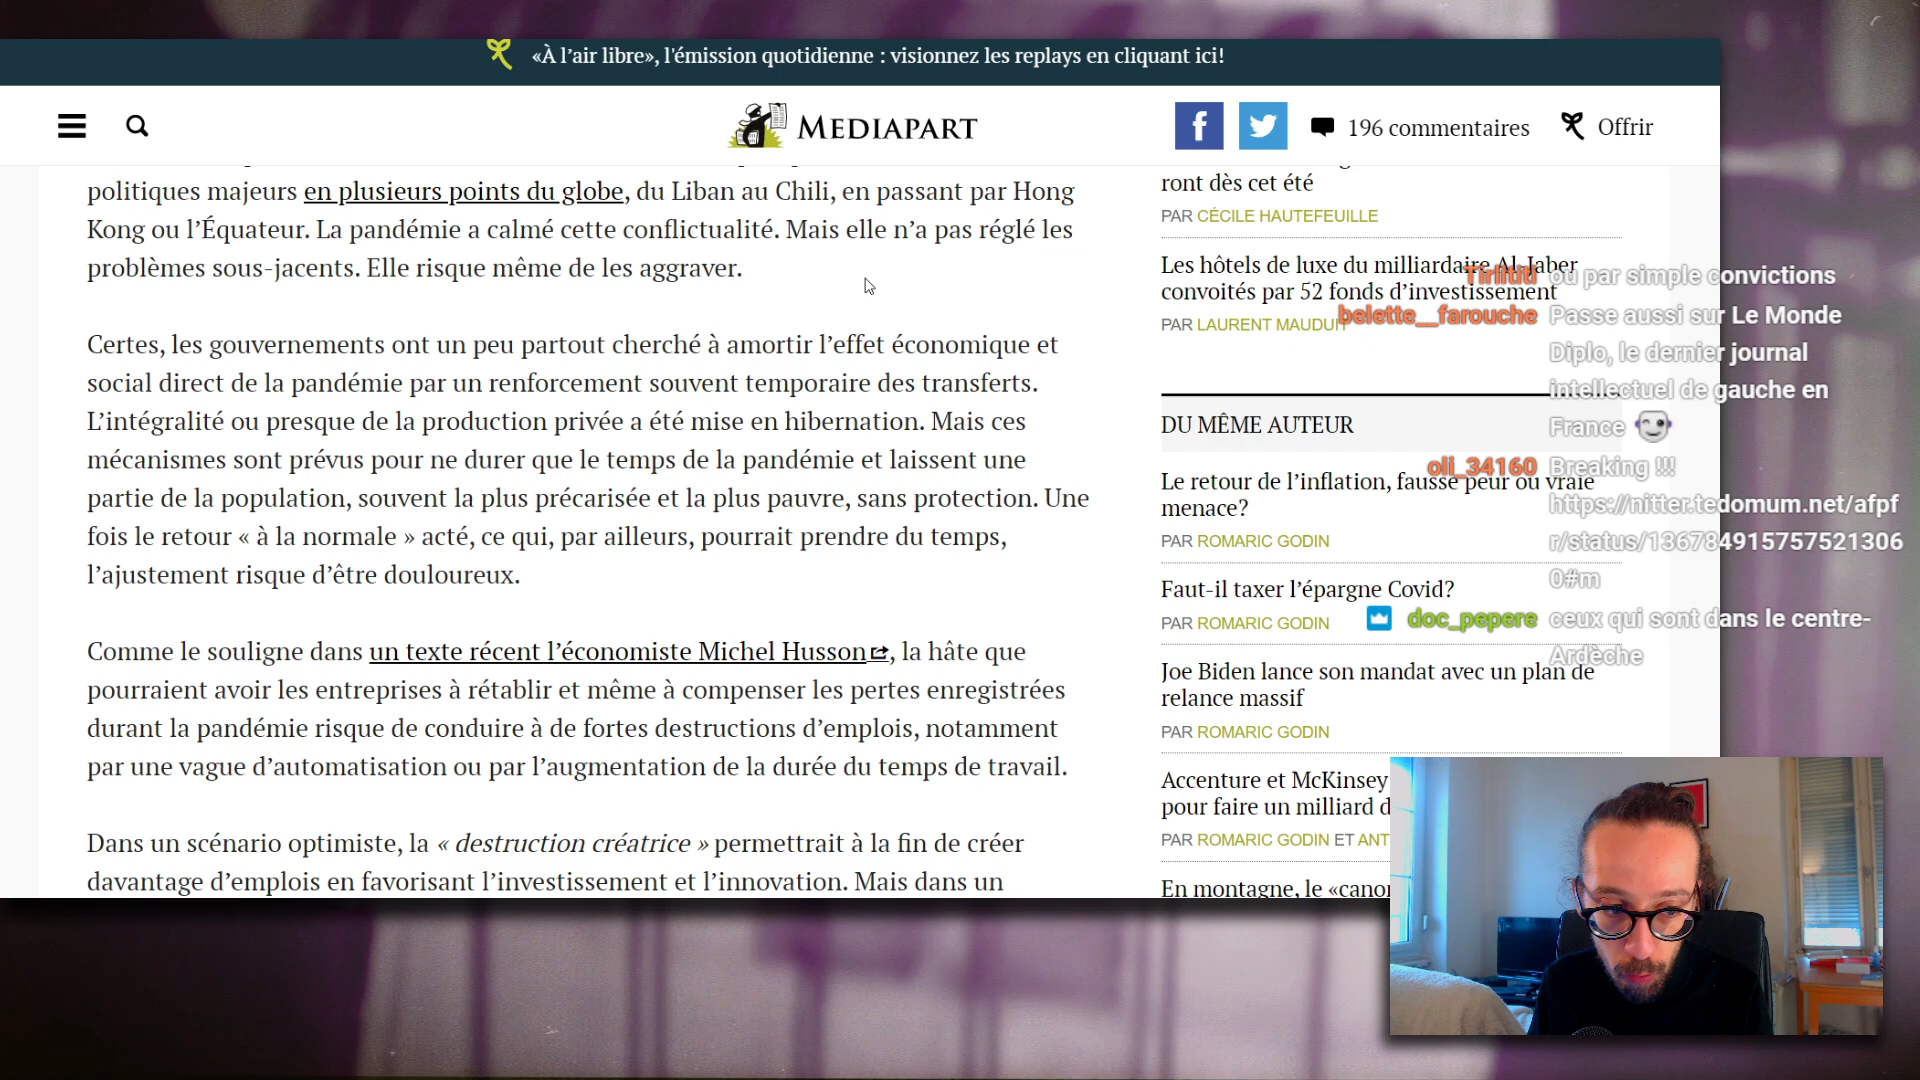 «À l’air libre», l'émission quotidienne : visionnez les replays en cliquant ici!
MEDIAPART
196 commentaires
Offrir
politiques majeurs en plusieurs points du globe, du Liban au Chili, en passant par Hong
Kong ou l’Équateur. La pandémie a calmé cette conflictualité. Mais elle n’a pas réglé les
problèmes sous-jacents. Elle risque même de les aggraver.
Certes, les gouvernements ont un peu partout cherché à amortir l’effet économique et
social direct de la pandémie par un renforcement souvent temporaire des transferts.
L’intégralité ou presque de la production privée a été mise en hibernation. Mais ces
mécanismes sont prévus pour ne durer que le temps de la pandémie et laissent une
partie de la population, souvent la plus précarisée et la plus pauvre, sans protection. Une
fois le retour « à la normale » acté, ce qui, par ailleurs, pourrait prendre du temps,
l’ajustement risque d’être douloureux.
Comme le souligne dans un texte récent l’économiste Michel Husson, la hâte que
pourraient avoir les entreprises à rétablir et même à compenser les pertes enregistrées
durant la pandémie risque de conduire à de fortes destructions d’emplois, notamment
par une vague d’automatisation ou par l’augmentation de la durée du temps de travail.
Dans un scénario optimiste, la « destruction créatrice » permettrait à la fin de créer
davantage d’emplois en favorisant l’investissement et l’innovation. Mais dans un
ront dès cet été
PAR CÉCILE HAUTEFEUILLE
Les hôtels de luxe du milliardaire Al Jaber
convoités par 52 fonds d’investissement
PAR LAURENT MAUDUIT
DU MÊME AUTEUR
Le retour de l’inflation, fausse peur ou vraie
menace?
PAR ROMARIC GODIN
Faut-il taxer l’épargne Covid?
PAR ROMARIC GODIN
Joe Biden lance son mandat avec un plan de
relance massif
PAR ROMARIC GODIN
Accenture et McKinsey
pour faire un milliard d
PAR ROMARIC GODIN ET ANT
En montagne, le «canon
ou par simple convictions
belette__farouche Passe aussi sur Le Monde
Diplo, le dernier journal
intellectuel de gauche en
France
oli_34160 Breaking !!!
https://nitter.tedomum.net/afpf
r/status/136784915757521306
0#m
doc_pepere ceux qui sont dans le centre-
Ardèche